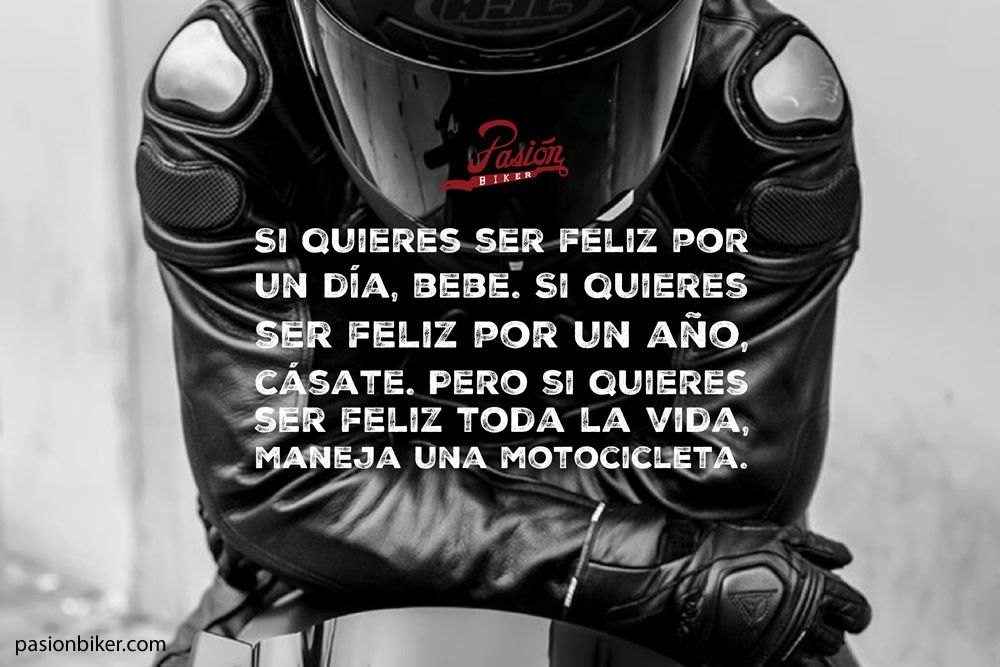 HJC
Pasión
BIKER
SI QUIERES SER FELIZ POR
UN DÍA, BEBE. SI QUIERES
SER FELIZ POR UN AÑO,
CÁSATE. PERO SI QUIERES
SER FELIZ TODA LA VIDA,
MANEJA UNA MOTOCICLETA.
pasionbiker.com